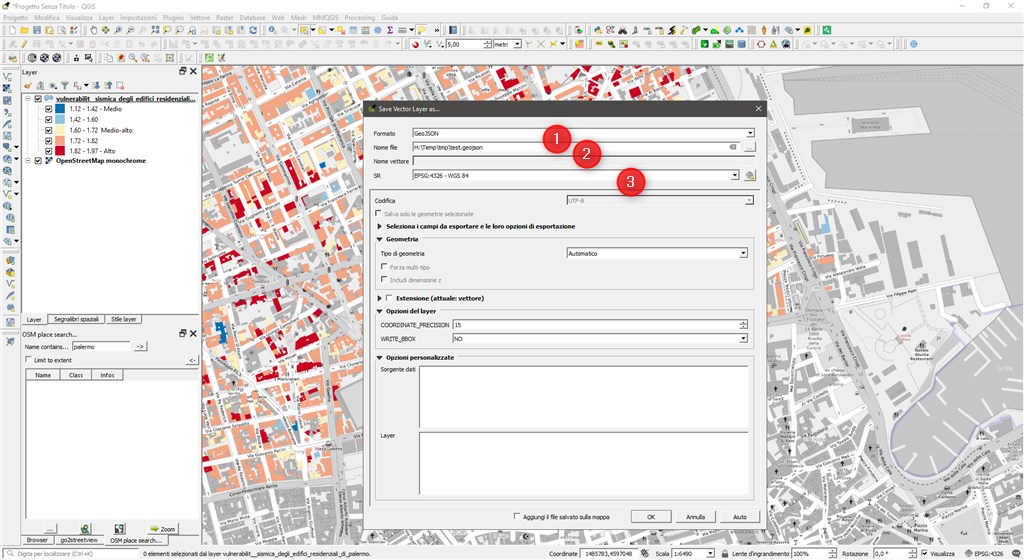 *Progetto Senza Titolo - QGIS
Progetto Modifica Visualizza Layer Impostazioni Plugins Vettore Raster Database Web Mesh MMQGIS Processing Guida
5,00 metri
Layer
vulnerabilit__sismica_degli_edifici_residenziali...
1.12 - 1.42 - Medio
1.42 - 1.60
1.60 - 1.72 Medio-alto
1.72 - 1.82
1.82 - 1.97 - Alto
OpenStreetMap monochrome
Layer Segnalibri spaziali Stile layer
OSM place search...
Name contains... palermo ->
Limit to extent <-
Name Class Infos
... Zoom
Browser go2streetview OSM place search...
Save Vector Layer as...
Formato GeoJSON
1
Nome file H:\Temp\tmp\test.geojson ...
2
Nome vettore
SR EPSG:4326 - WGS 84
3
Codifica UTF-8
Salva solo le geometrie selezionate
Seleziona i campi da esportare e le loro opzioni di esportazione
Geometria
Tipo di geometria Automatico
Forza multi-tipo
Includi dimensione z
Estensione (attuale: vettore)
Opzioni del layer
COORDINATE_PRECISION 15
WRITE_BBOX NO
Opzioni personalizzate
Sorgente dati
Layer
Aggiungi il file salvato sulla mappa OK Annulla Aiuto
Via Filippo Patti
Corso Finocchiaro Aprile
Digita per localizzare (Ctrl+K) 0 elementi selezionati dal layer vulnerabilit__sismica_degli_edifici_residenziali_di_palermo. Coordinate 1485783,4597048 Scala 1:6490 Lente d'ingrandimento 100% Rotazione 0,0 ° Visualizza EPSG:4326